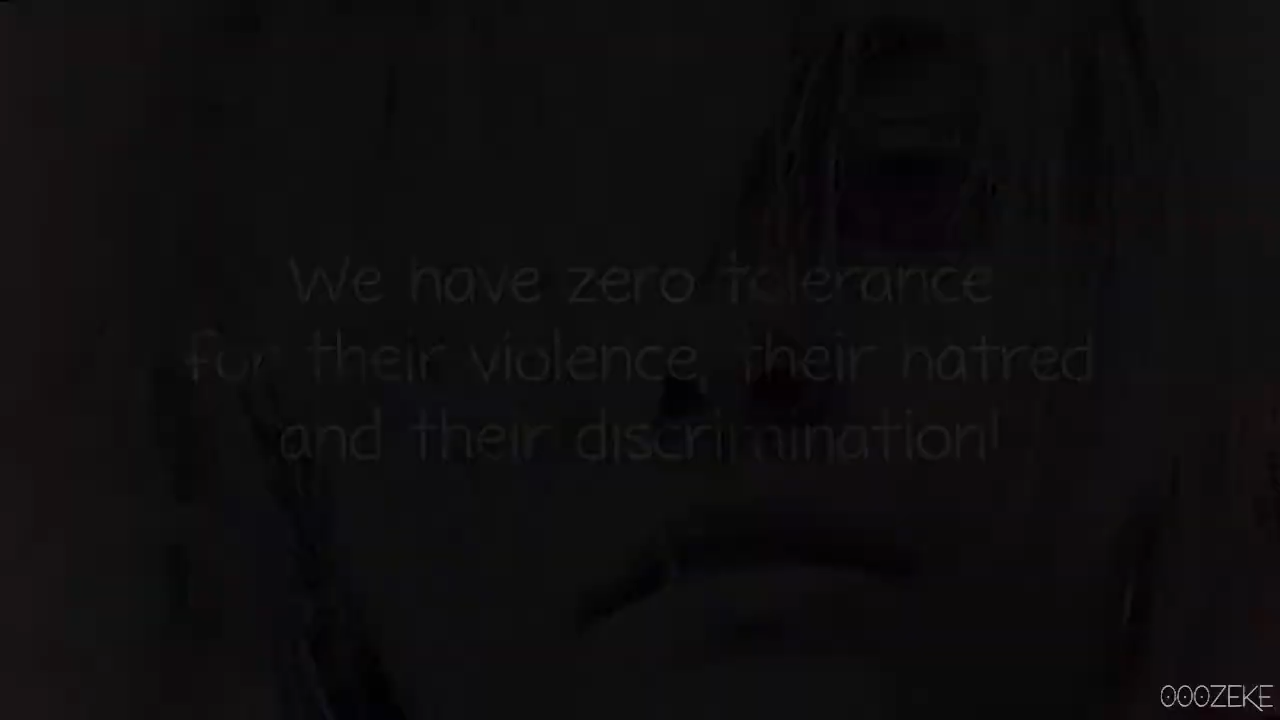 We have zero tolerance
for their violence, their hatred
and their discrimination!
000ZEKE